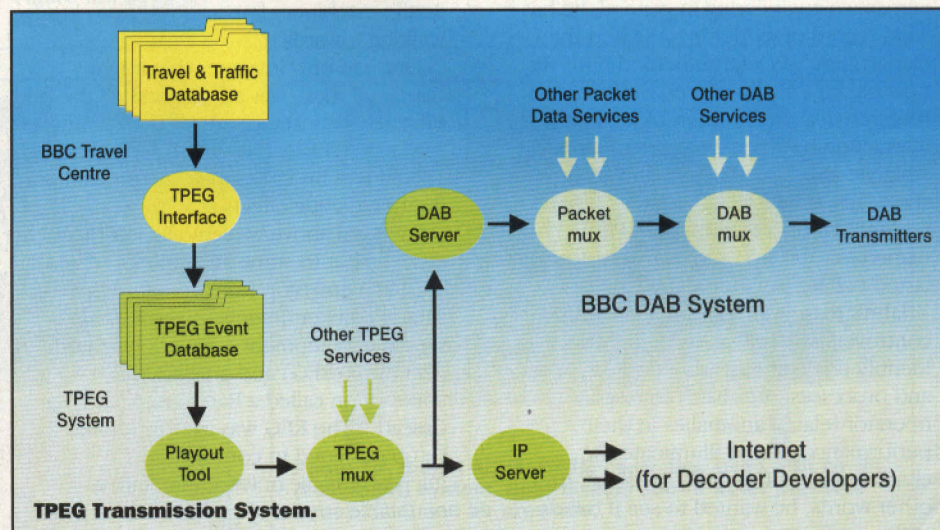 Travel & Traffic
Database
BBC Travel
Centre
TPEG
Interface
TPEG Event
Database
TPEG
System
Playout
Tool
Other TPEG
Services
TPEG
mux
DAB
Server
Other Packet
Data Services
Packet
mux
Other DAB
Services
DAB
mux
DAB
Transmitters
BBC DAB System
IP
Server
Internet
(for Decoder Developers)
TPEG Transmission System.